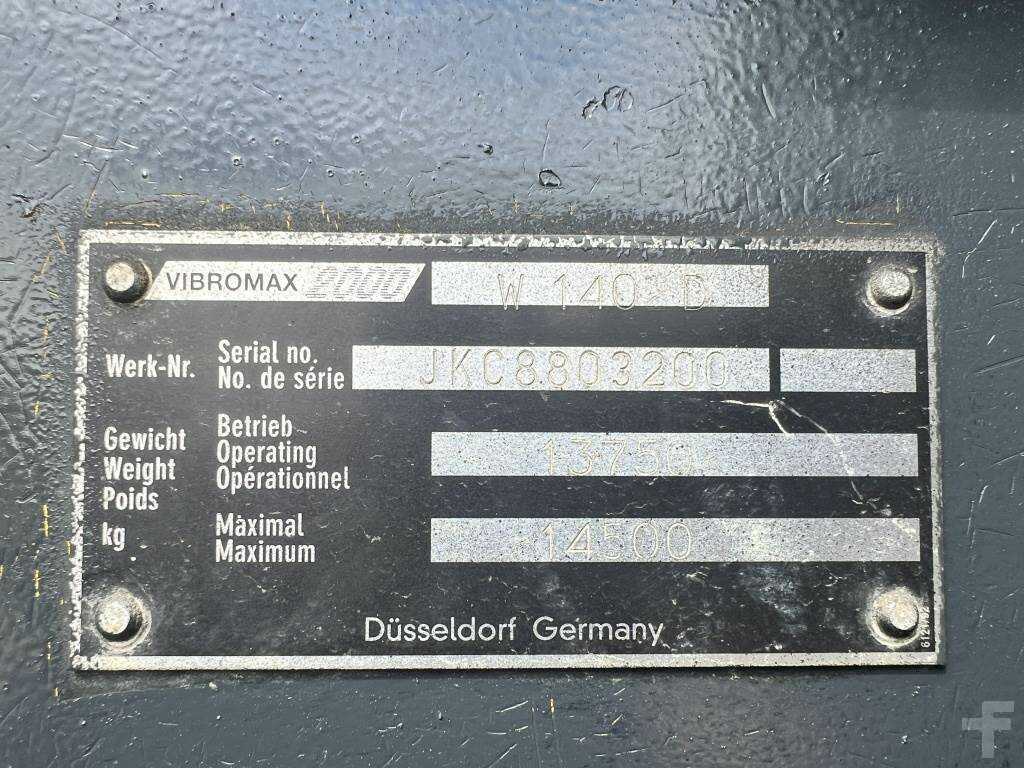 VIBROMAX 2000 W 140 D
Werk-Nr. Serial no. JKC8803200
No. de série
Gewicht Betrieb
Weight Operating 13750
Poids Opérationnel
kg Maximal 14500
Maximum
Düsseldorf Germany